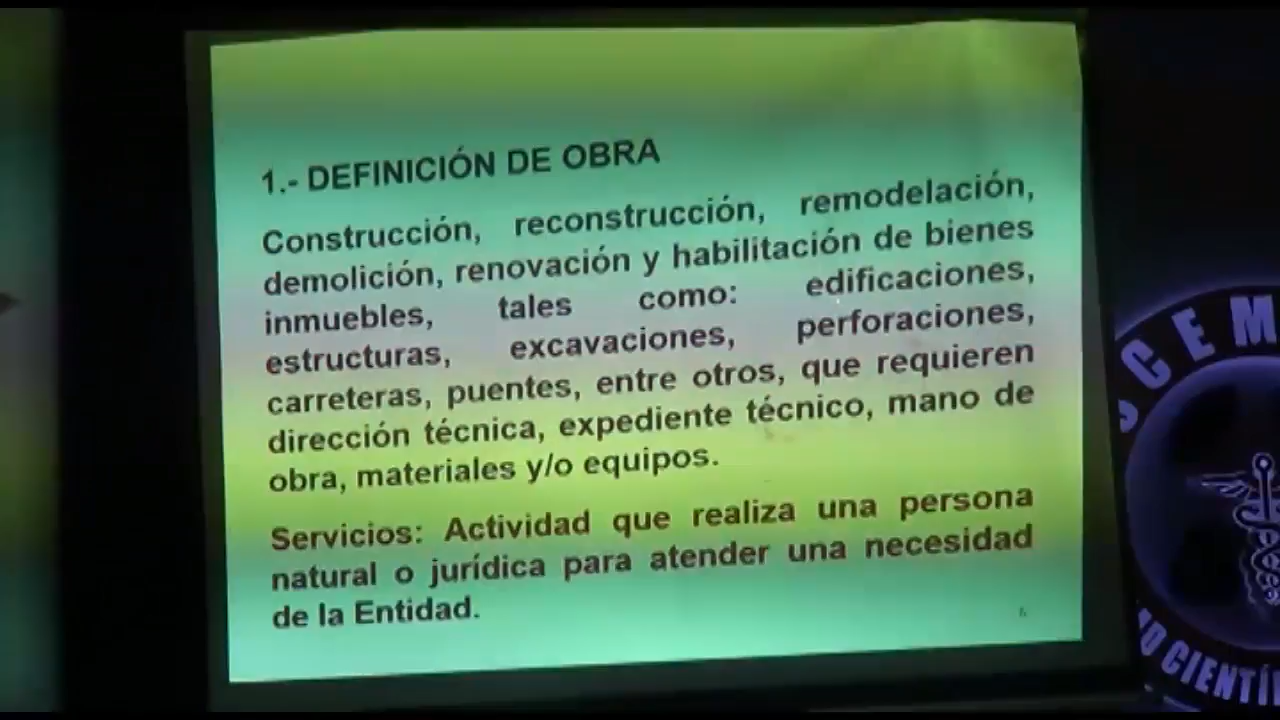 1.- DEFINICIÓN DE OBRA
Construcción, reconstrucción, remodelación,
demolición, renovación y habilitación de bienes
inmuebles, tales como: edificaciones,
estructuras, excavaciones, perforaciones,
carreteras, puentes, entre otros, que requieren
dirección técnica, expediente técnico, mano de
obra, materiales y/o equipos.
Servicios: Actividad que realiza una persona
natural o jurídica para atender una necesidad
de la Entidad.